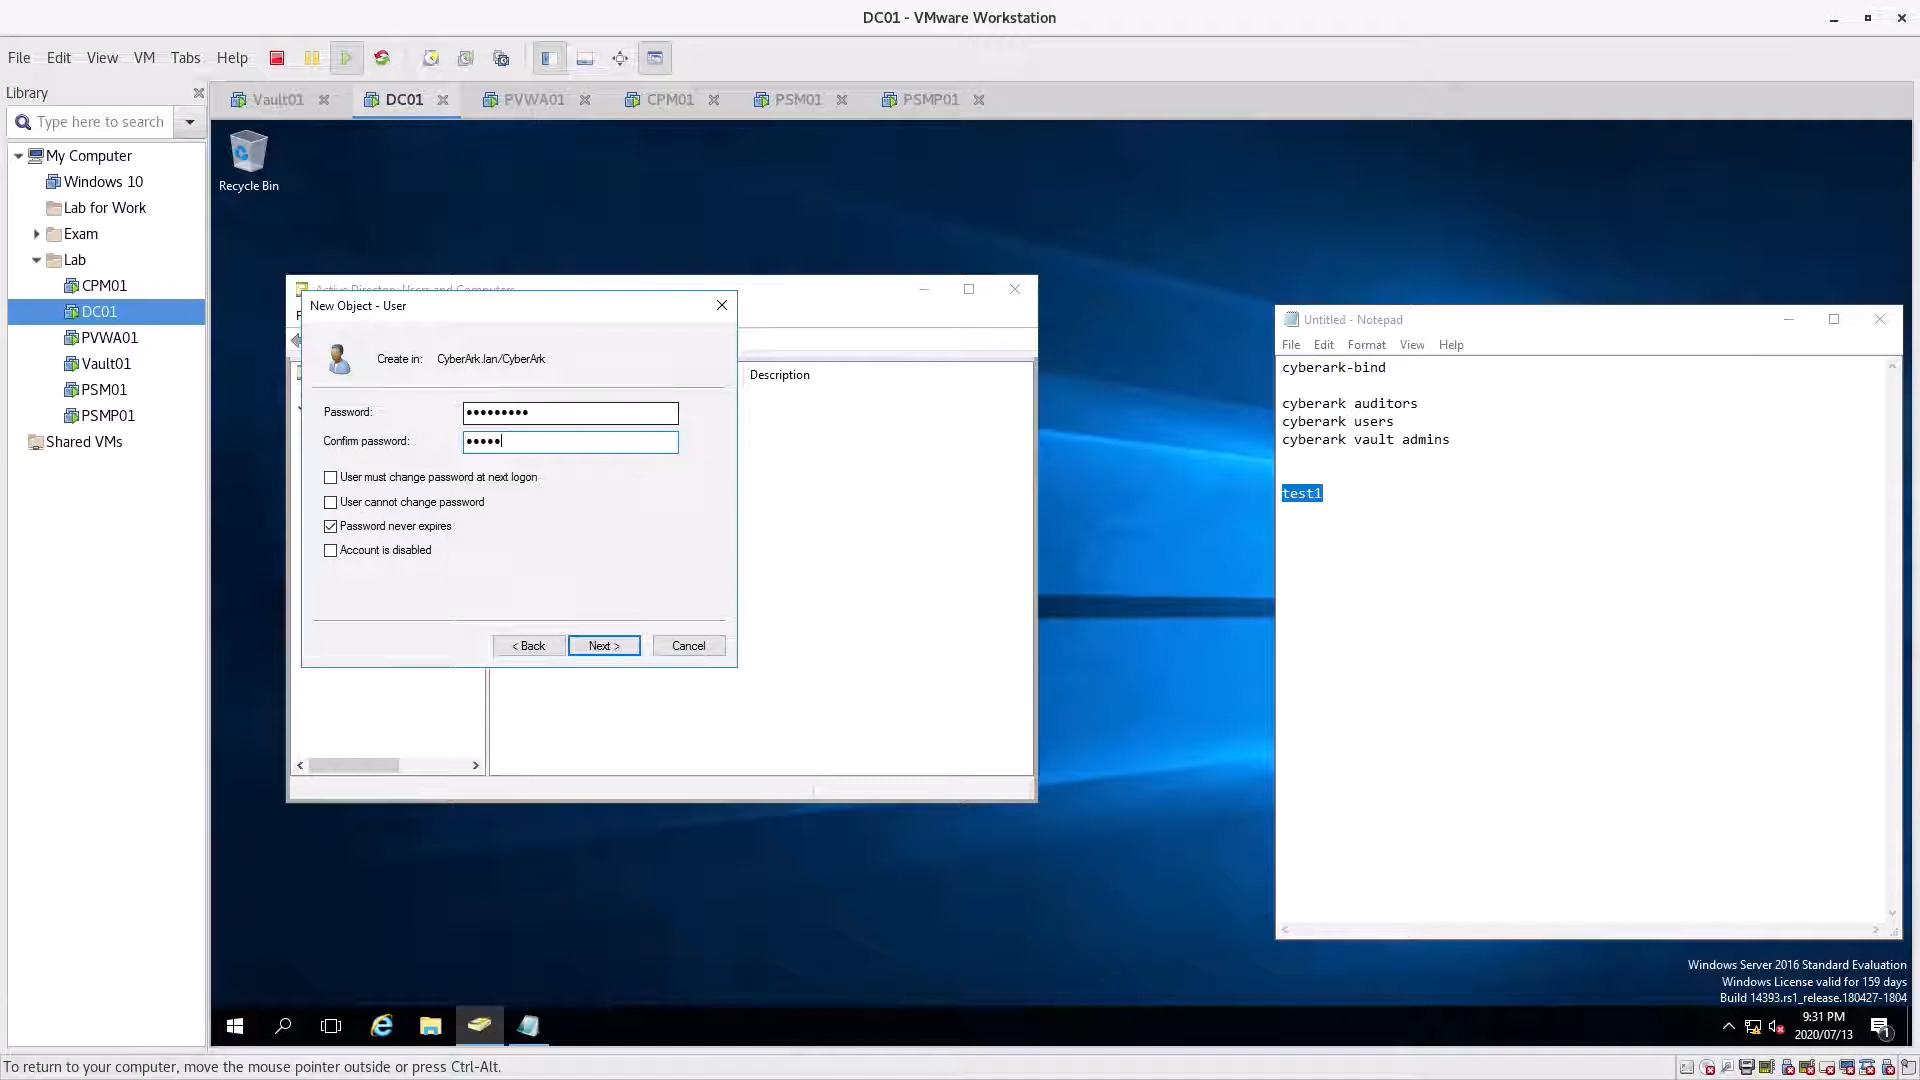 DC01 - VMware Workstation
File Edit View VM Tabs Help
Library
Type here to search
My Computer
Windows 10
Lab for Work
Exam
Lab
CPM01
DC01
PVWA01
Vault01
PSM01
PSMP01
Shared VMs
Vault01 DC01 PVWA01 CPM01 PSM01 PSMP01
Recycle Bin
Active Directory Users and Computers
New Object - User
Create in: CyberArk.lan/CyberArk
Password: •••••••••
Confirm password: •••••
User must change password at next logon
User cannot change password
Password never expires
Account is disabled
< Back Next > Cancel
Description
Untitled - Notepad
File Edit Format View Help
cyberark-bind
cyberark auditors
cyberark users
cyberark vault admins
test1
Windows Server 2016 Standard Evaluation
Windows License valid for 159 days
Build 14393.rs1_release.180427-1804
9:31 PM
2020/07/13
1
To return to your computer, move the mouse pointer outside or press Ctrl-Alt.